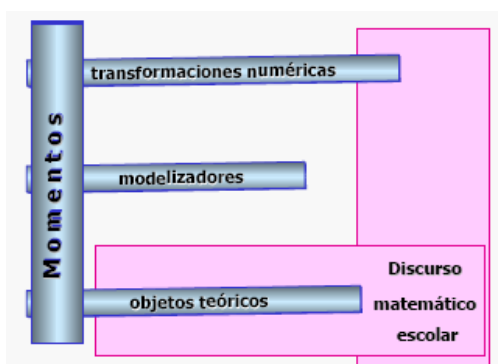 Momentos
transformaciones numéricas
modelizadores
objetos teóricos
Discurso
matemático
escolar